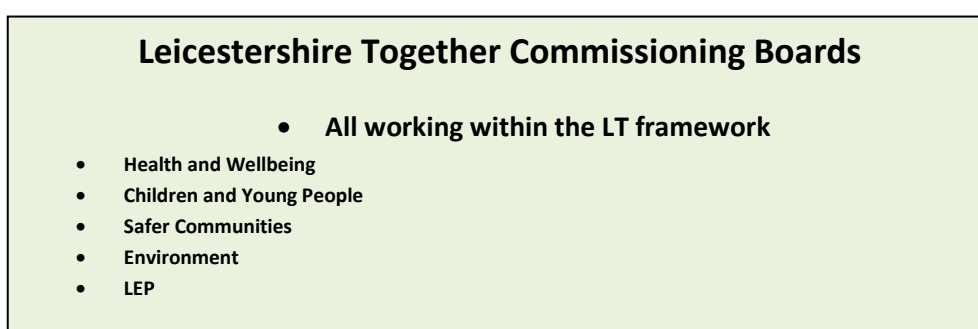 Leicestershire Together Commissioning Boards
• All working within the LT framework
• Health and Wellbeing
• Children and Young People
• Safer Communities
• Environment
• LEP